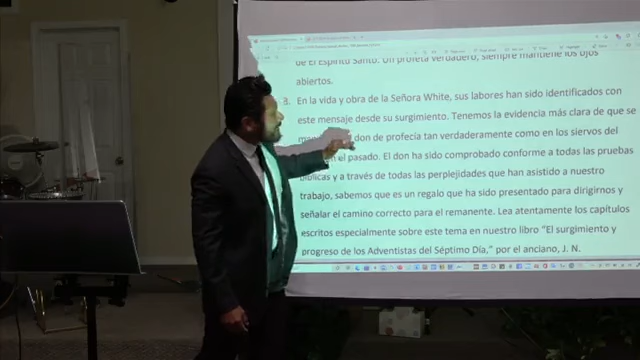 de el Espíritu Santo. Un profeta verdadero, siempre mantiene los ojos
abiertos.
3. En la vida y obra de la Señora White, sus labores han sido identificados con
este mensaje desde su surgimiento. Tenemos la evidencia más clara de que se
don de profecía tan verdaderamente como en los siervos del
en el pasado. El don ha sido comprobado conforme a todas las pruebas
bíblicas y a través de todas las perplejidades que han asistido a nuestro
trabajo, sabemos que es un regalo que ha sido presentado para dirigirnos y
señalar el camino correcto para el remanente. Lea atentamente los capítulos
escritos especialmente sobre este tema en nuestro libro “El surgimiento y
progreso de los Adventistas del Séptimo Día,” por el anciano, J. N.